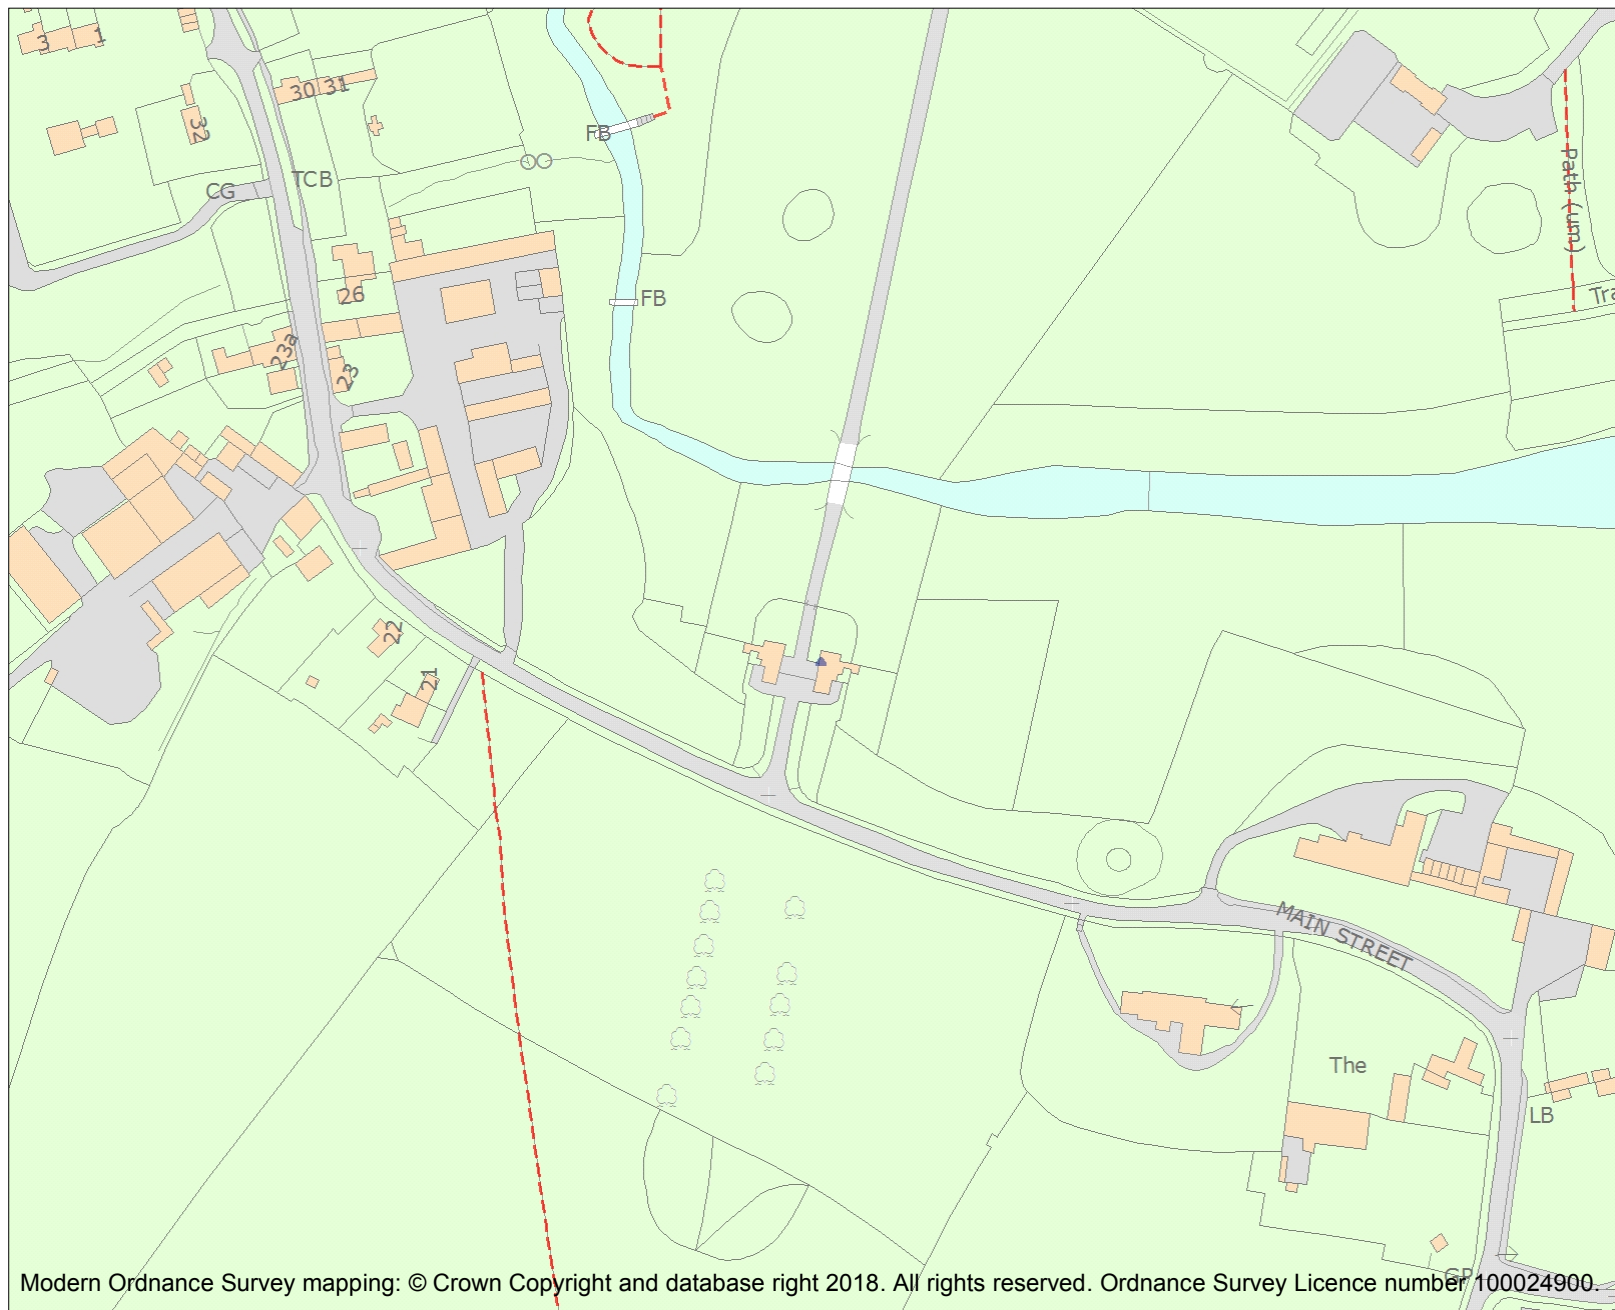 3
1
30 31
32
FB
CG
TCB
Path (um)
26
FB
Tra
23a
23
22
21
MAIN STREET
The
LB
GP
Modern Ordnance Survey mapping: © Crown Copyright and database right 2018. All rights reserved. Ordnance Survey Licence number 100024900.